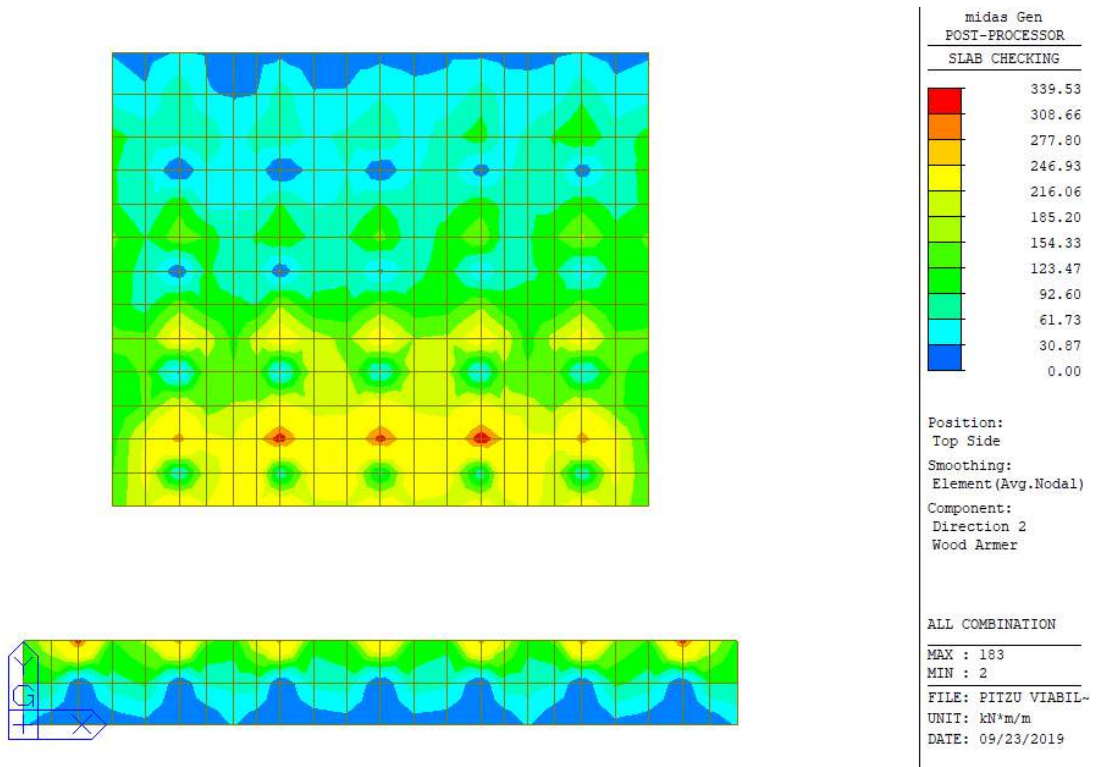 midas Gen
POST-PROCESSOR
SLAB CHECKING
339.53
308.66
277.80
246.93
216.06
185.20
154.33
123.47
92.60
61.73
30.87
0.00
Position:
Top Side
Smoothing:
Element(Avg.Nodal)
Component:
Direction 2
Wood Armer
ALL COMBINATION
MAX : 183
MIN : 2
FILE: PITZU VIABIL~
UNIT: kN*m/m
DATE: 09/23/2019
Y
G
X